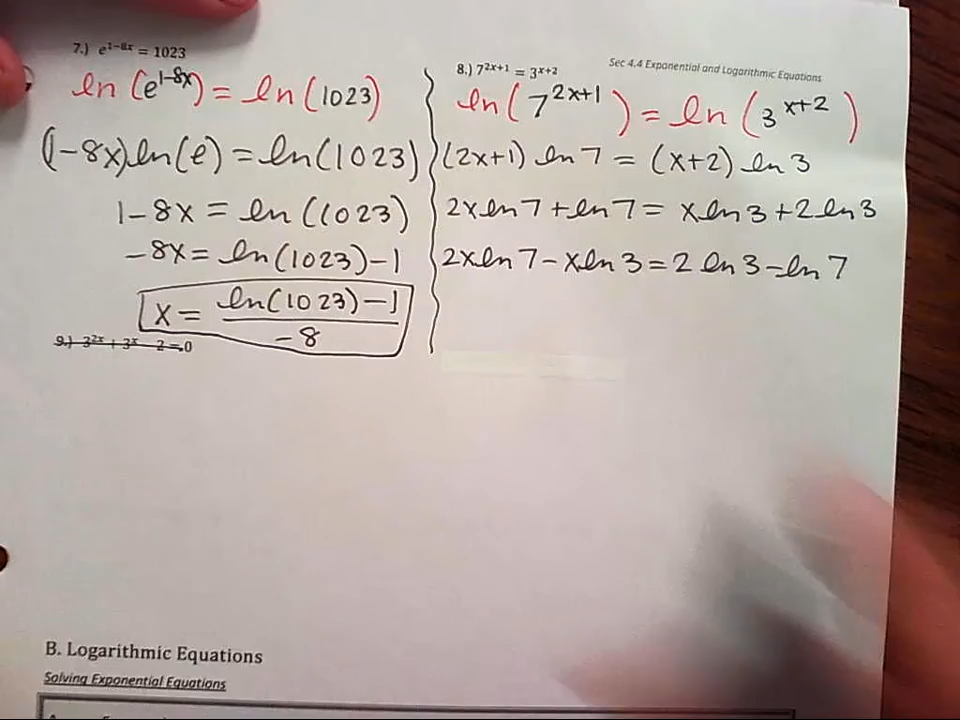 7.) e^{1-8x} = 1023
ln(e^{1-8x}) = ln(1023)
(1-8x)ln(e) = ln(1023)
1-8x = ln(1023)
-8x = ln(1023)-1
x = \frac{ln(1023)-1}{-8}
9.) 3^{2x} + 3^x - 2 = 0
Sec 4.4 Exponential and Logarithmic Equations
8.) 7^{2x+1} = 3^{x+2}
ln(7^{2x+1}) = ln(3^{x+2})
(2x+1) ln 7 = (x+2) ln 3
2x ln 7 + ln 7 = x ln 3 + 2 ln 3
2x ln 7 - x ln 3 = 2 ln 3 - ln 7
B. Logarithmic Equations
Solving Exponential Equations